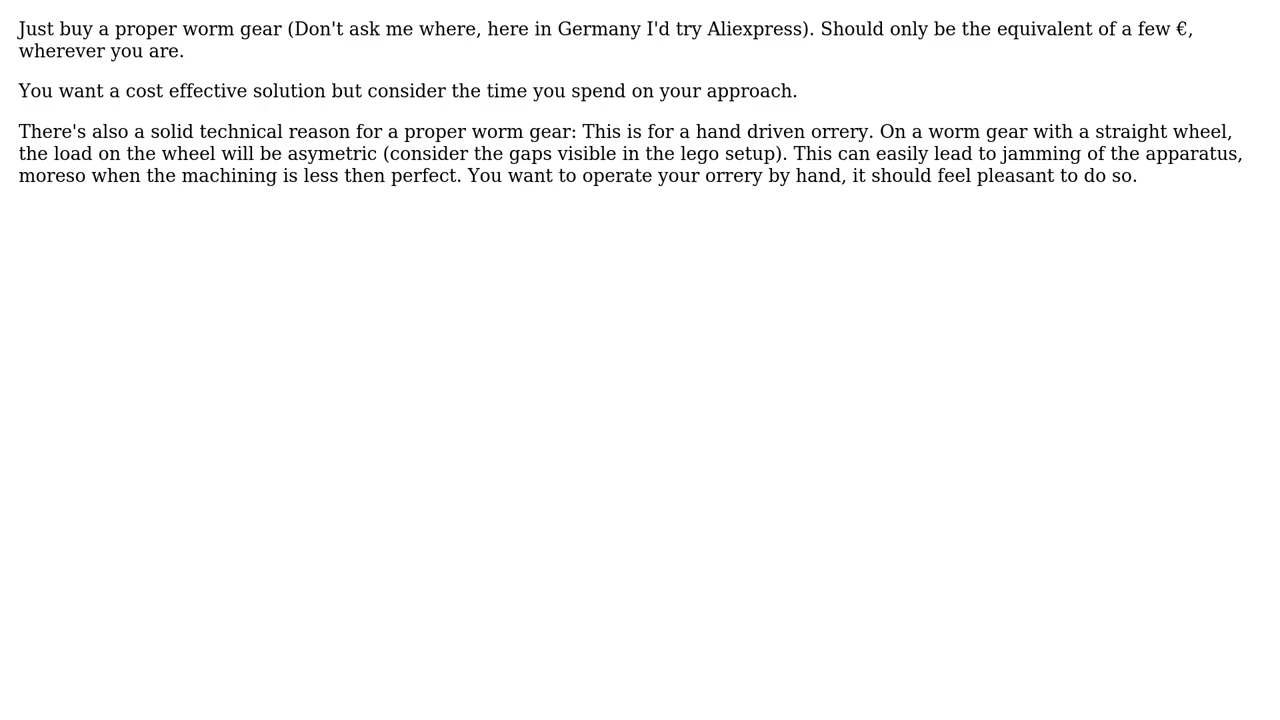 Just buy a proper worm gear (Don't ask me where, here in Germany I'd try Aliexpress). Should only be the equivalent of a few €,
wherever you are.
You want a cost effective solution but consider the time you spend on your approach.
There's also a solid technical reason for a proper worm gear: This is for a hand driven orrery. On a worm gear with a straight wheel,
the load on the wheel will be asymetric (consider the gaps visible in the lego setup). This can easily lead to jamming of the apparatus,
moreso when the machining is less then perfect. You want to operate your orrery by hand, it should feel pleasant to do so.